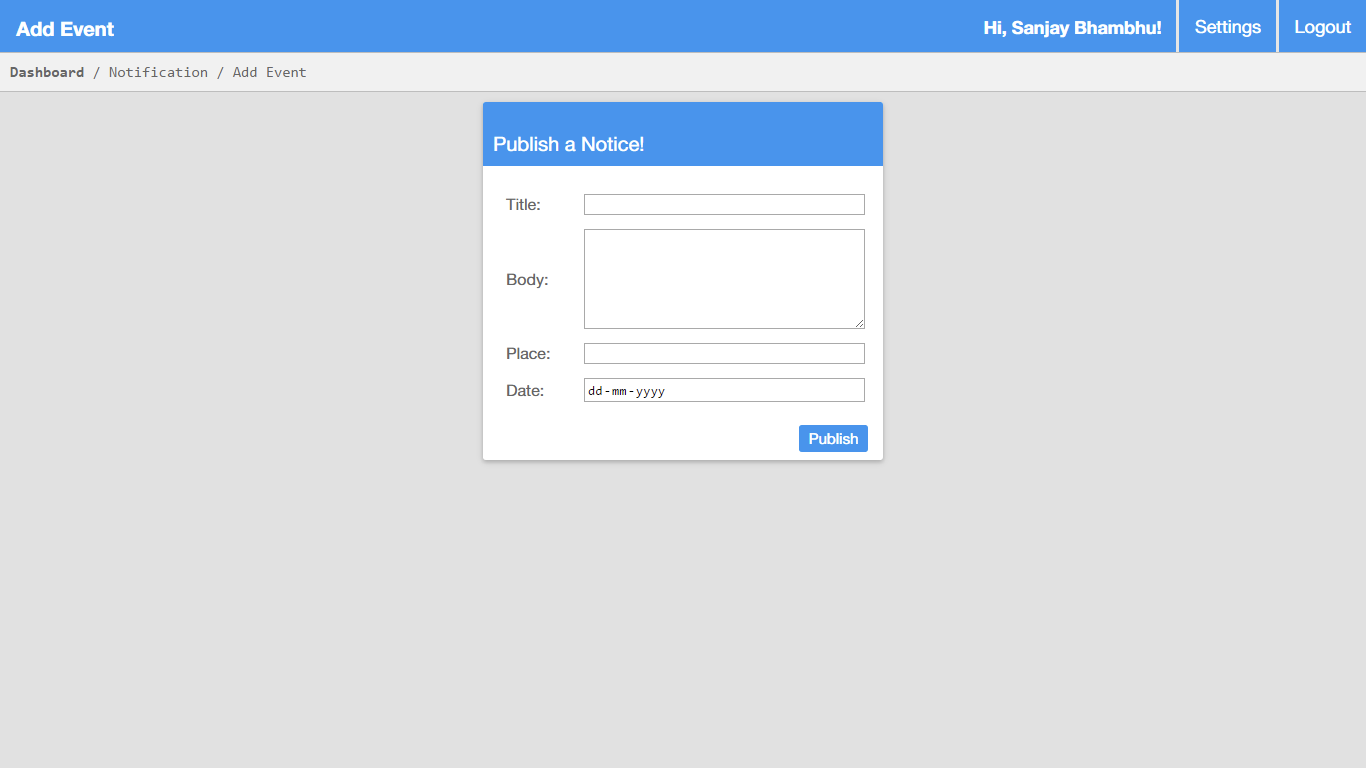 Add Event
Hi, Sanjay Bhambhu!
Settings
Logout
Dashboard / Notification / Add Event
Publish a Notice!
Title:
Body:
Place:
Date:
dd-mm-yyyy
Publish